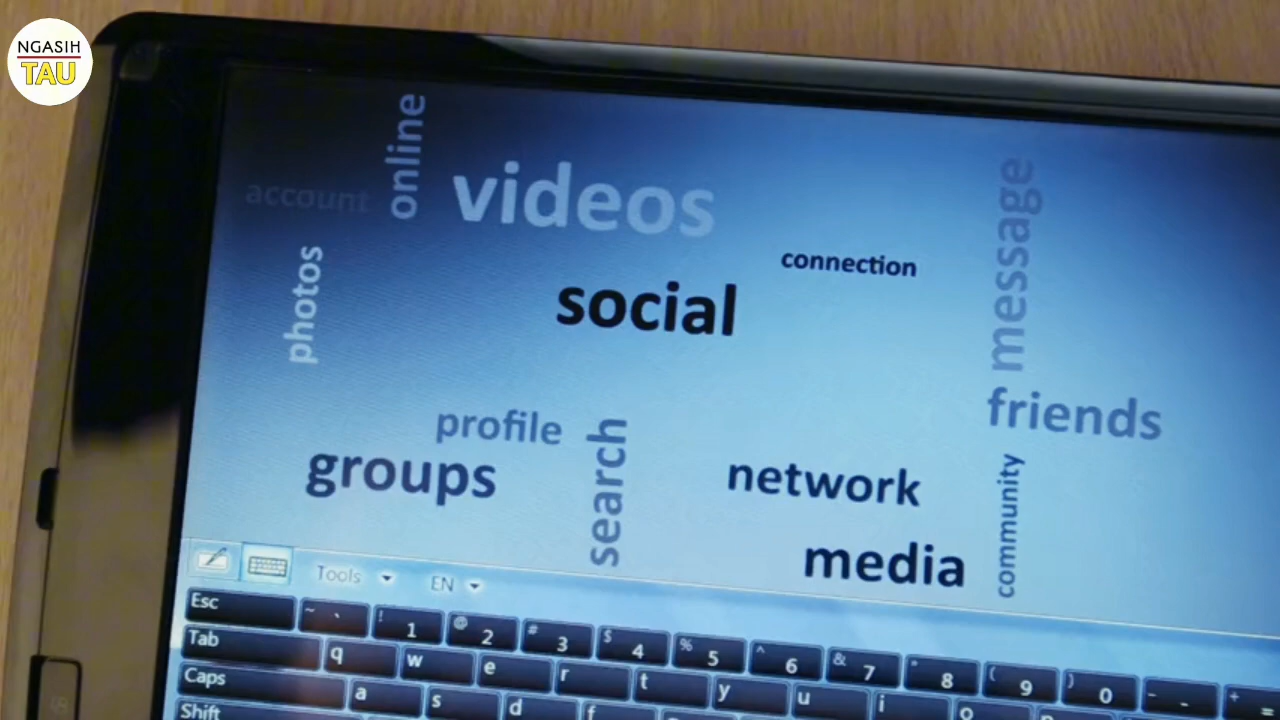 NGASIH
TAU
online
account
videos
message
photos
connection
social
friends
profile
search
groups
network
community
media
Tools
EN
Esc ~ ` ! 1 @ 2 # 3 $ 4 % 5 ^ 6 & 7 * 8 ( 9 ) 0 _ - + =
Tab q w e r t y u i o
Caps a s d f
Shift